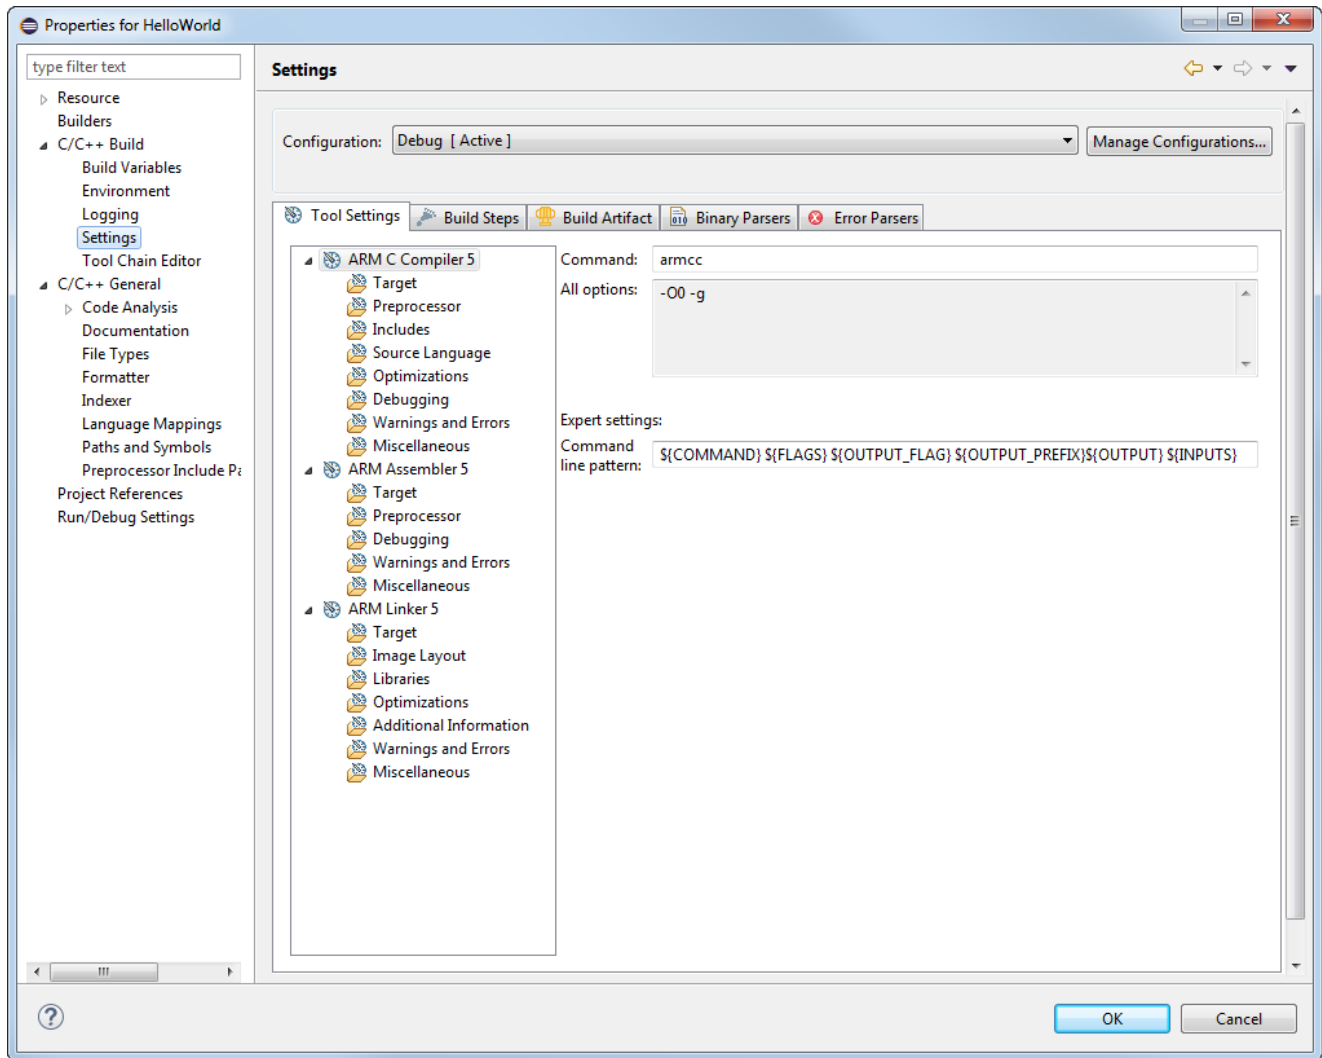 Properties for HelloWorld
type filter text
Resource
Builders
C/C++ Build
Build Variables
Environment
Logging
Settings
Tool Chain Editor
C/C++ General
Code Analysis
Documentation
File Types
Formatter
Indexer
Language Mappings
Paths and Symbols
Preprocessor Include Pa
Project References
Run/Debug Settings
Settings
Configuration: Debug [ Active ] Manage Configurations...
Tool Settings Build Steps Build Artifact Binary Parsers Error Parsers
ARM C Compiler 5
Target
Preprocessor
Includes
Source Language
Optimizations
Debugging
Warnings and Errors
Miscellaneous
ARM Assembler 5
Target
Preprocessor
Debugging
Warnings and Errors
Miscellaneous
ARM Linker 5
Target
Image Layout
Libraries
Optimizations
Additional Information
Warnings and Errors
Miscellaneous
Command: armcc
All options: -O0 -g
Expert settings:
Command
line pattern: ${COMMAND} ${FLAGS} ${OUTPUT_FLAG} ${OUTPUT_PREFIX}${OUTPUT} ${INPUTS}
OK Cancel